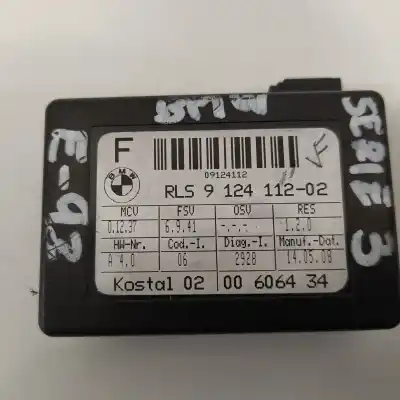 SERIE 3
E-93
F
09124112
BMW
RLS 9 124 112-02
MCV FSV OSV RES
0.12.37 6.9.41 -.-.- 1.2.0
HW-Nr. Cod.-I. Diag.-I. Manuf.-Dat.
A 4.0 06 2928 14.05.08
Kostal 02 00 6064 34